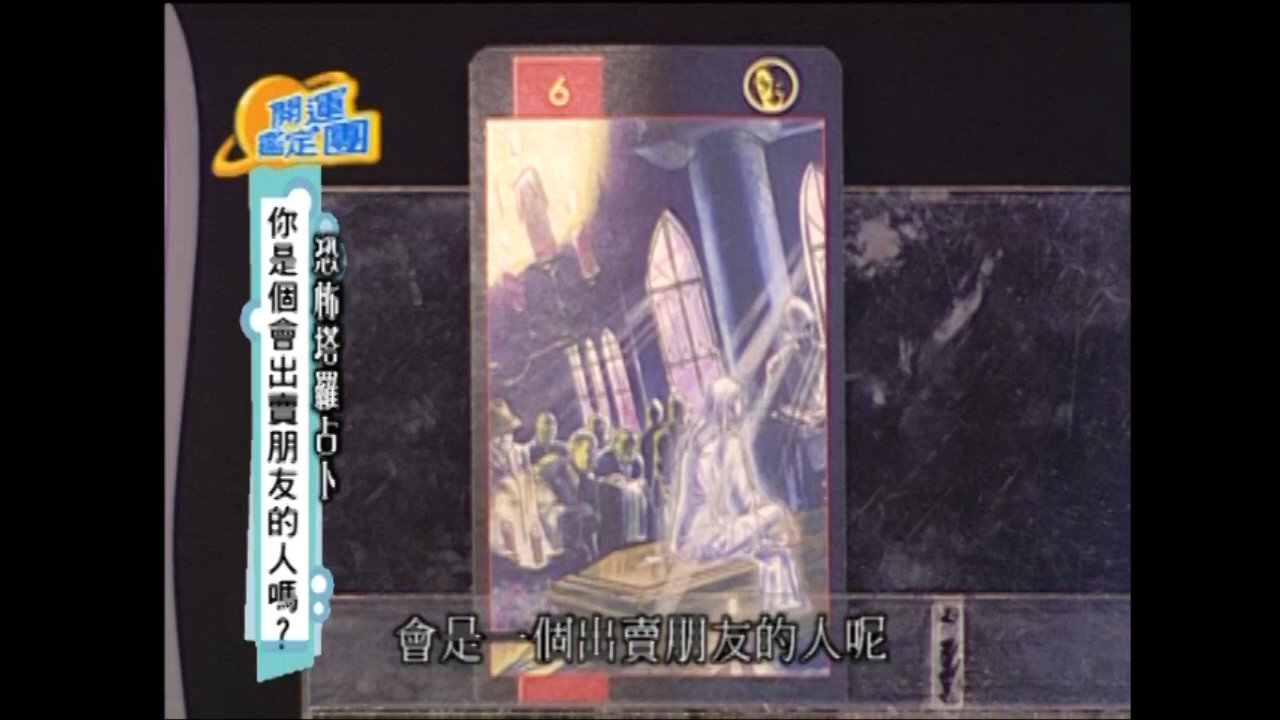 開運
鑑定團
恐怖塔羅占卜
你是個會出賣朋友的人嗎?
6
會是一個出賣朋友的人呢